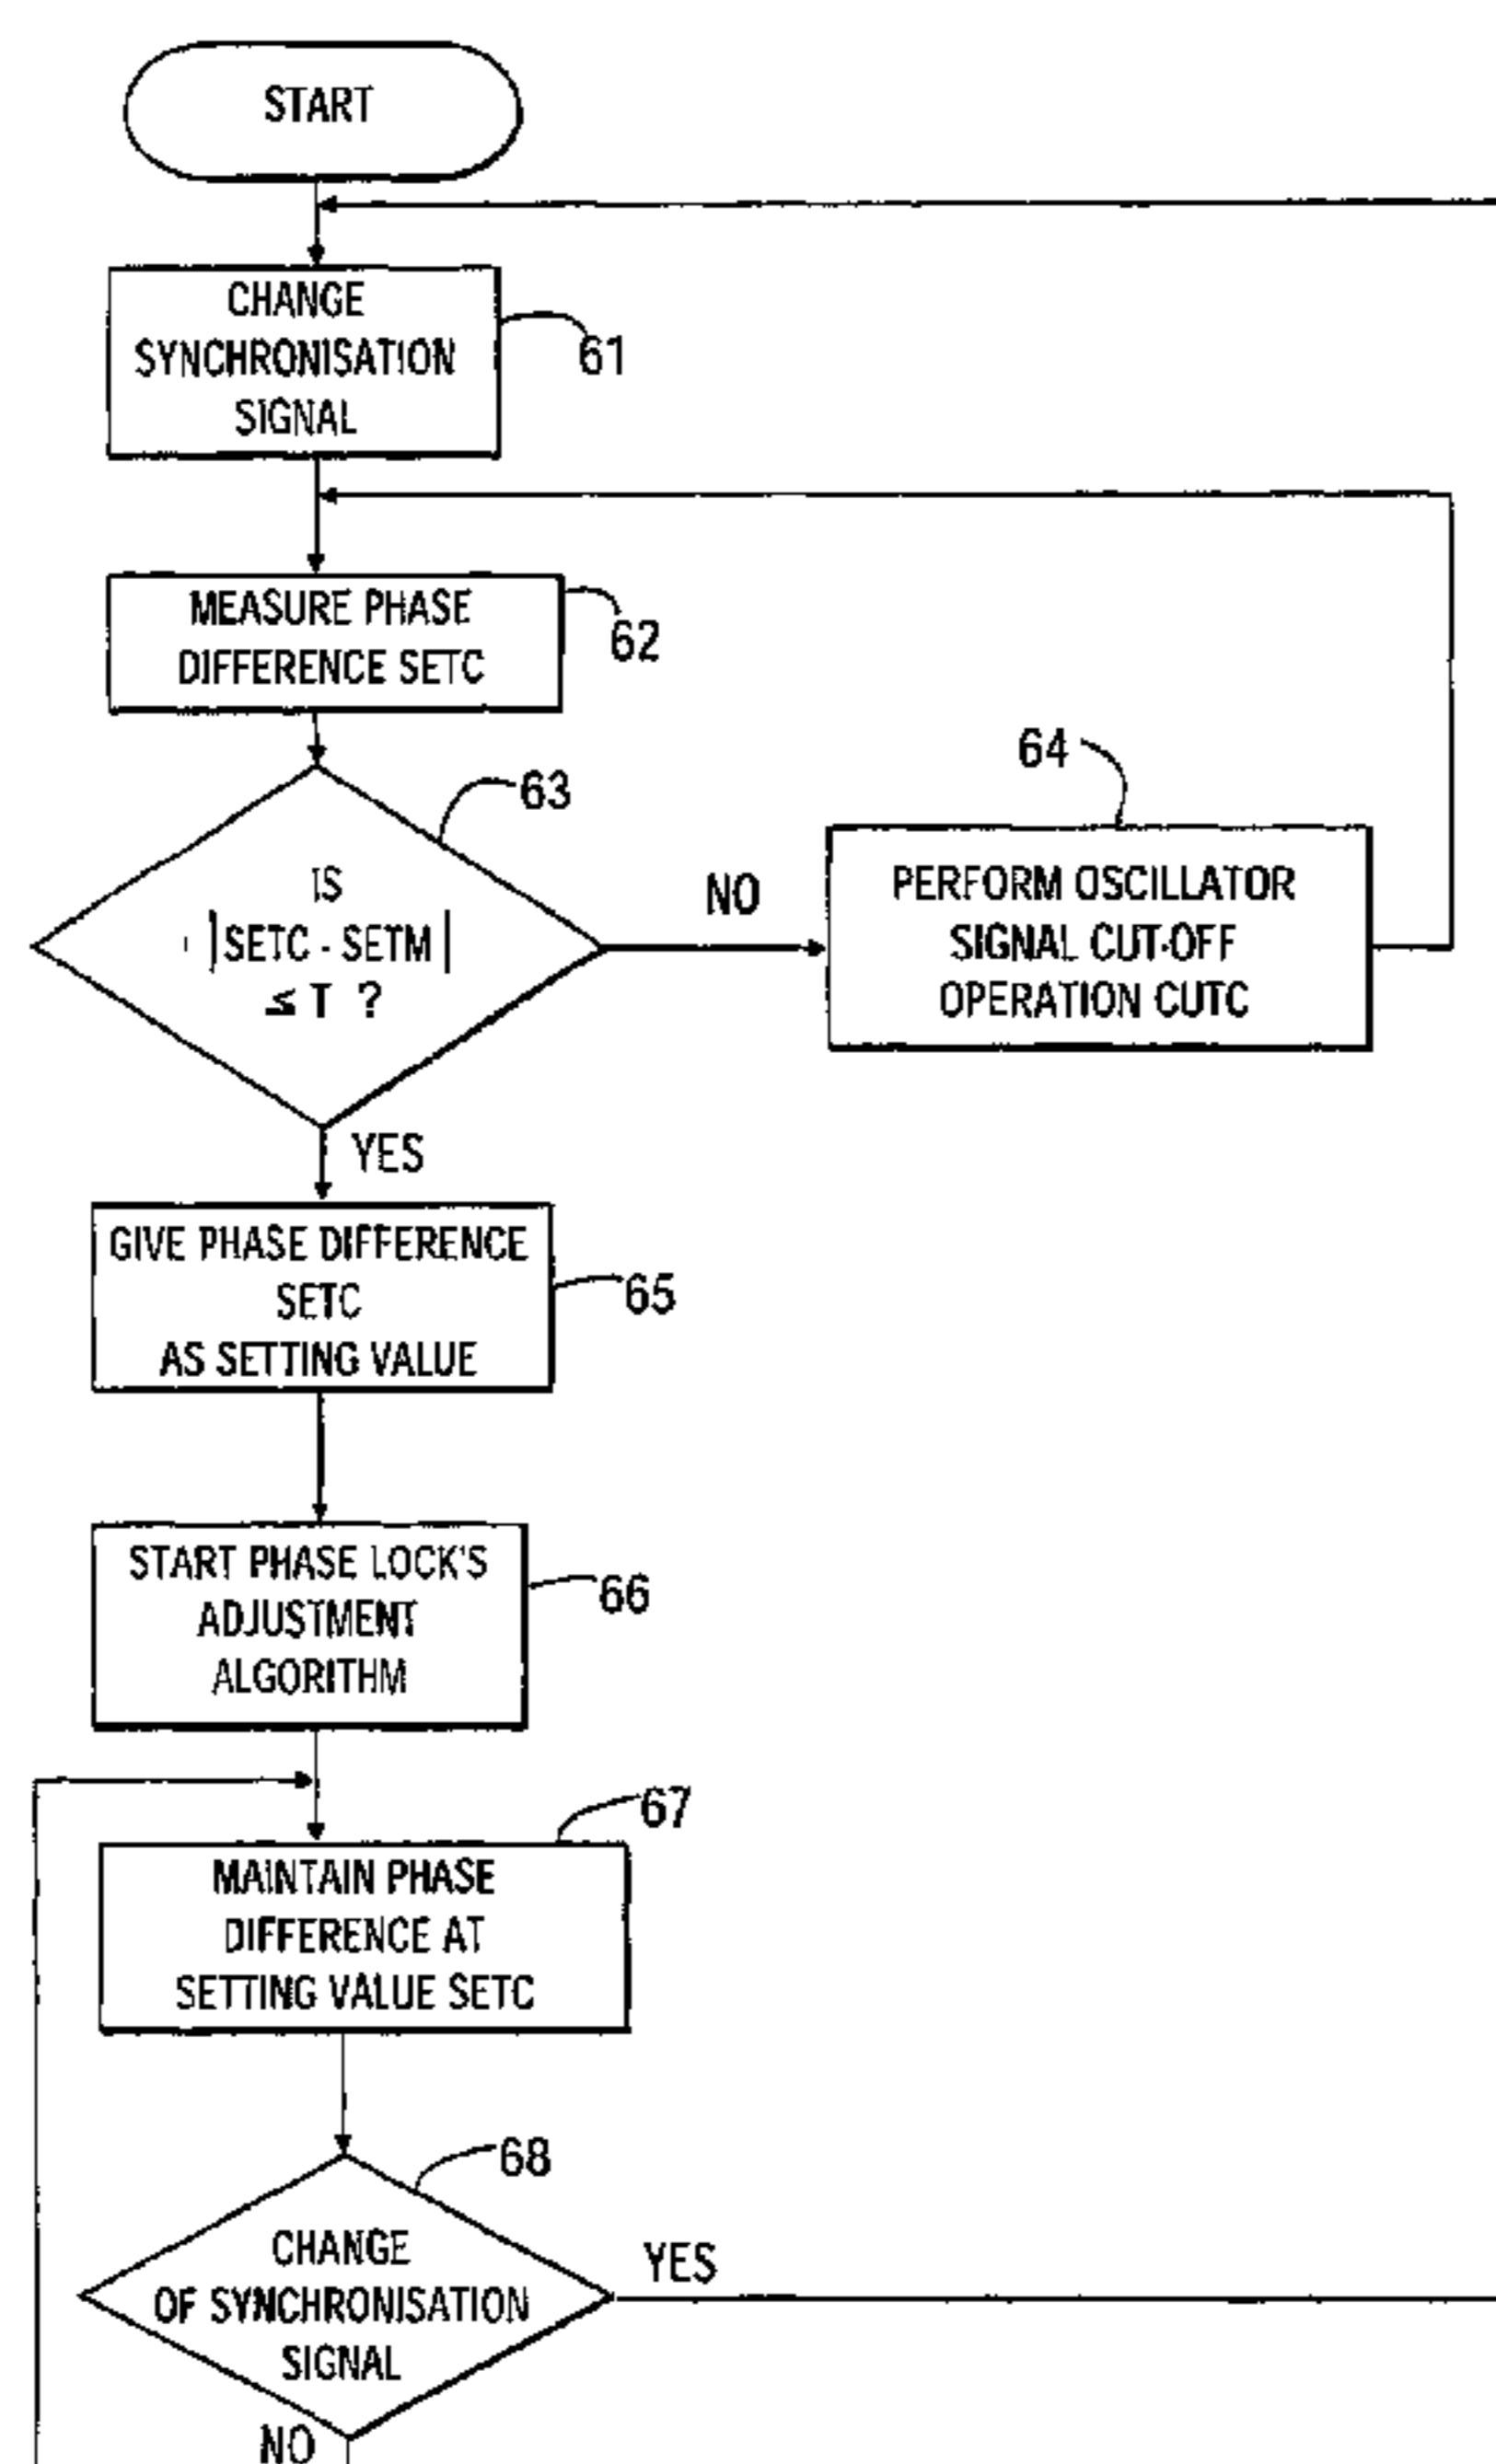 START
CHANGE
SYNCHRONISATION
SIGNAL
61
MEASURE PHASE
DIFFERENCE SETC
62
63
IS
|SETC - SETM|
≤ T ?
NO
64
PERFORM OSCILLATOR
SIGNAL CUT-OFF
OPERATION CUTC
YES
GIVE PHASE DIFFERENCE
SETC
AS SETTING VALUE
65
START PHASE LOCK'S
ADJUSTMENT
ALGORITHM
66
67
MAINTAIN PHASE
DIFFERENCE AT
SETTING VALUE SETC
68
CHANGE
OF SYNCHRONISATION
SIGNAL
YES
NO